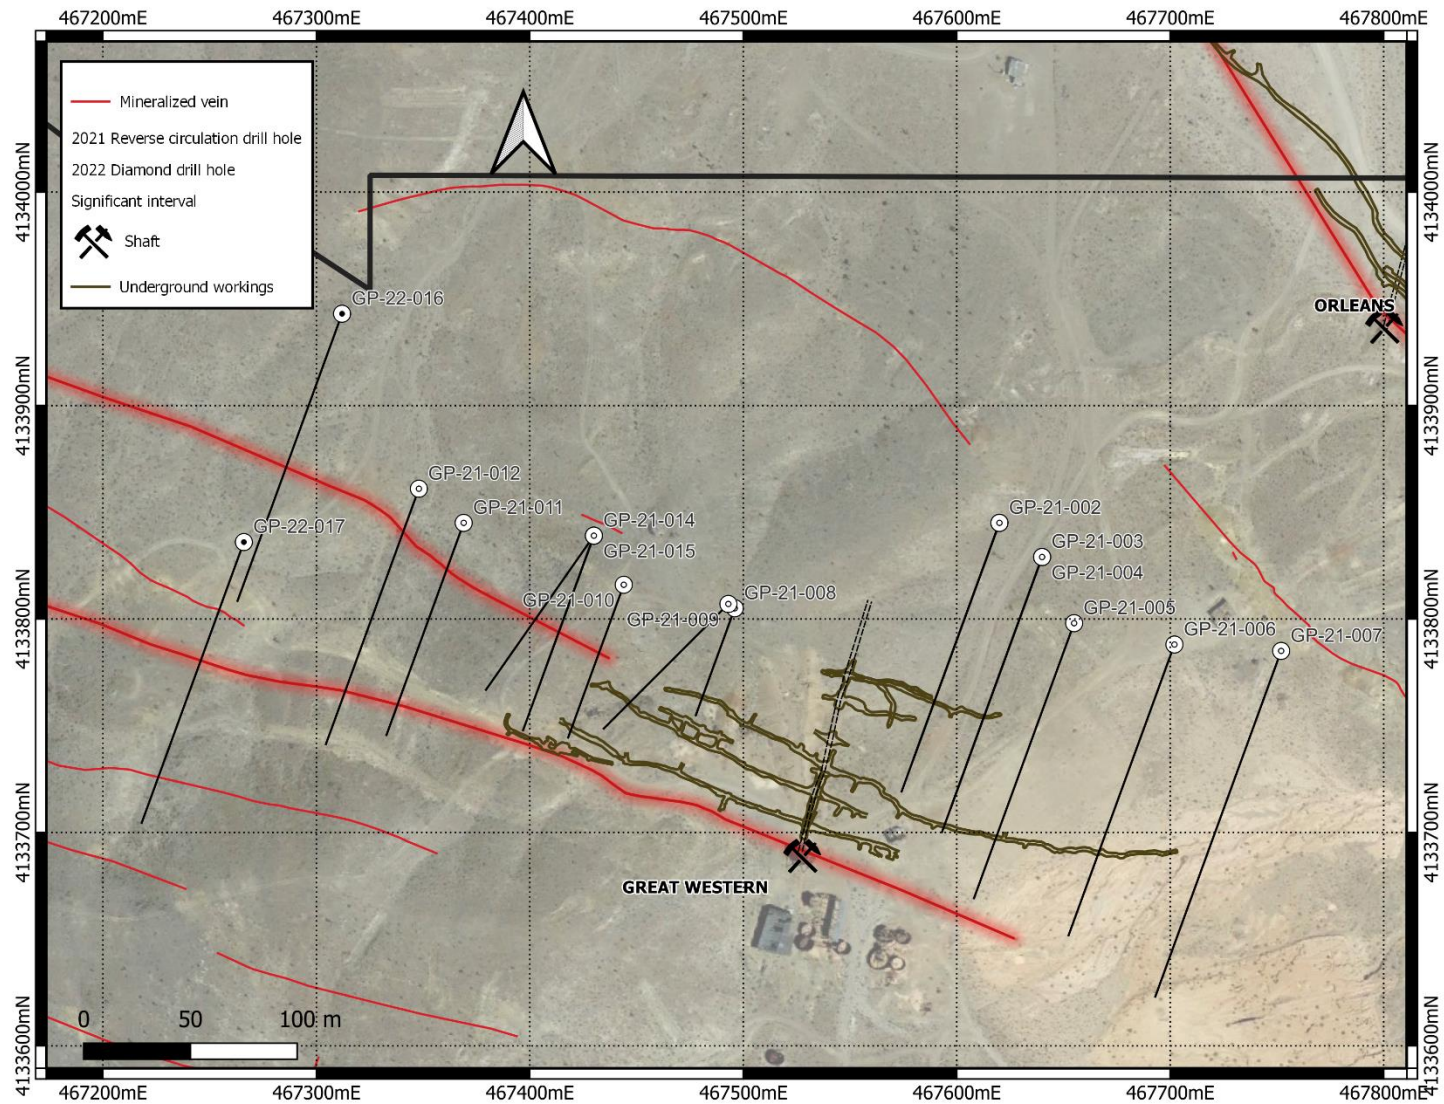 467200mE
467300mE
467400mE
467500mE
467600mE
467700mE
467800mE
Mineralized vein
2021 Reverse circulation drill hole
2022 Diamond drill hole
Significant interval
Shaft
Underground workings
4134000mN
4134000mN
GP-22-016
ORLEANS
4133900mN
4133900mN
GP-21-012
GP-21-011
GP-21-002
GP-22-017
GP-21-014
GP-21-003
GP-21-015
GP-21-004
GP-21-010
GP-21-008
GP-21-005
GP-21-009
GP-21-006
GP-21-007
4133800mN
4133800mN
4133700mN
4133700mN
GREAT WESTERN
0 50 100 m
4133600mN
4133600mN
467200mE
467300mE
467400mE
467500mE
467600mE
467700mE
467800mE